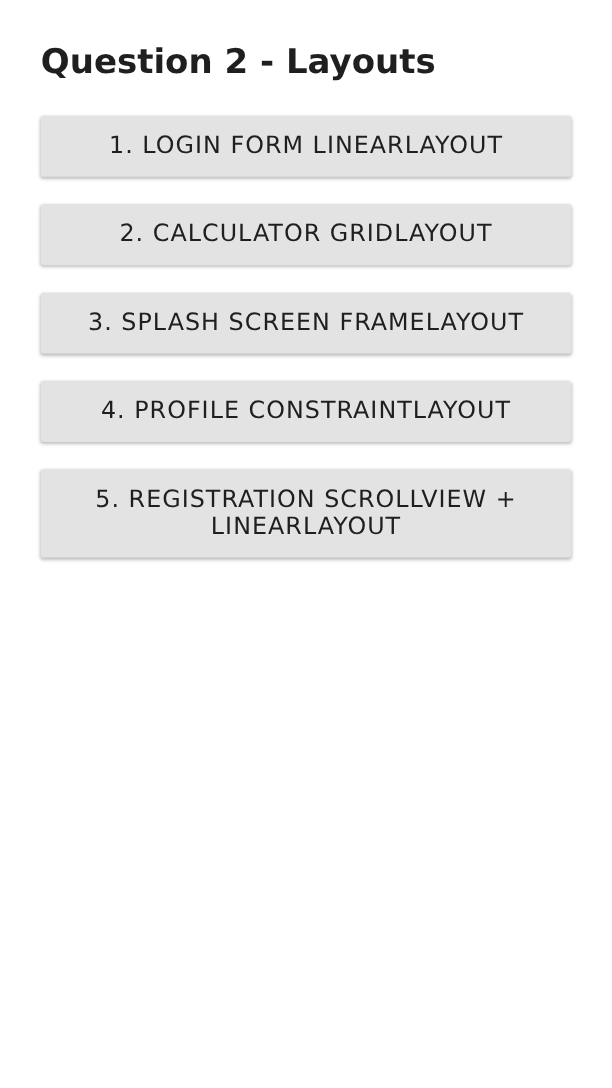 Question 2 - Layouts
1. LOGIN FORM LINEARLAYOUT
2. CALCULATOR GRIDLAYOUT
3. SPLASH SCREEN FRAMELAYOUT
4. PROFILE CONSTRAINTLAYOUT
5. REGISTRATION SCROLLVIEW +
LINEARLAYOUT